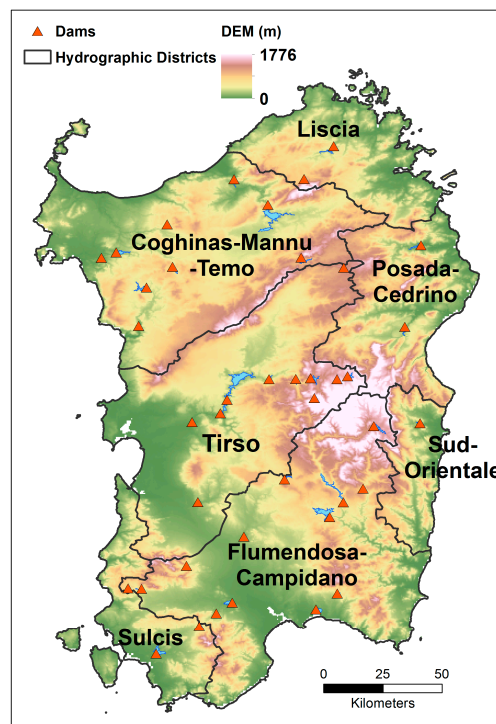 Dams
Hydrographic Districts
DEM (m)
1776
0
Liscia
Coghinas-Mannu
-Temo
Posada-
Cedrino
Tirso
Sud-
Orientale
Flumendosa-
Campidano
Sulcis
0 25 50
Kilometers